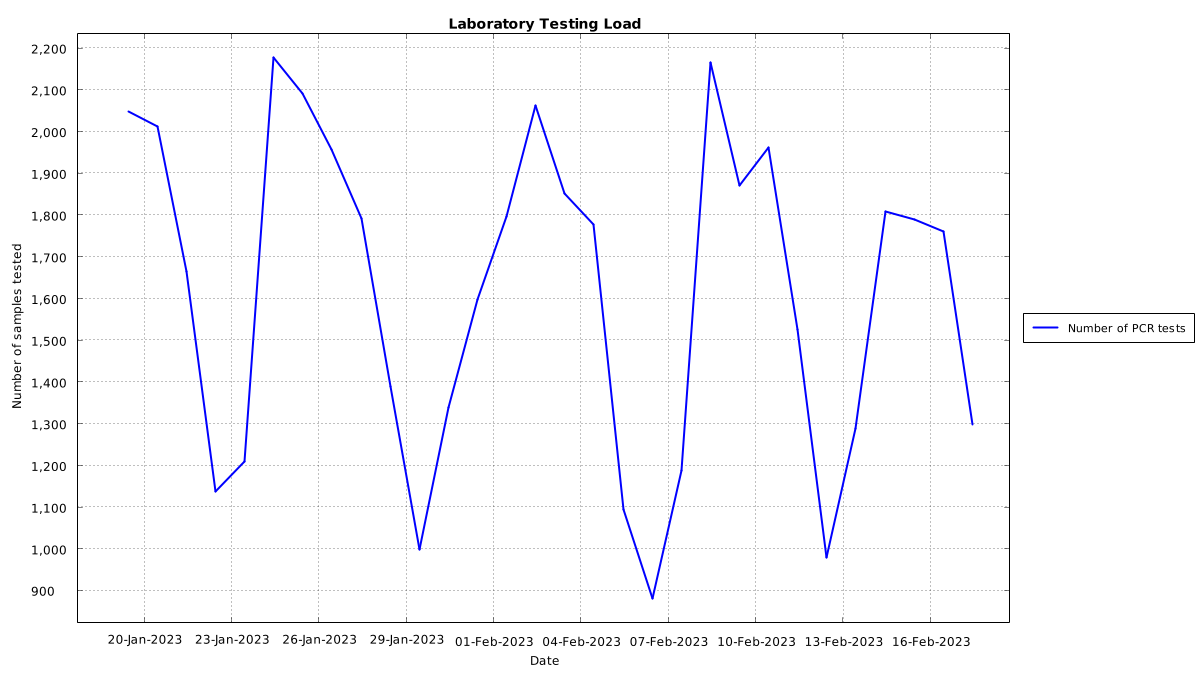 Laboratory Testing Load
2,200
2,100
2,000
1,900
1,800
1,700
1,600
1,500
1,400
1,300
1,200
1,100
1,000
900
Number of samples tested
20-Jan-2023 23-Jan-2023 26-Jan-2023 29-Jan-2023 01-Feb-2023 04-Feb-2023 07-Feb-2023 10-Feb-2023 13-Feb-2023 16-Feb-2023
Date
Number of PCR tests